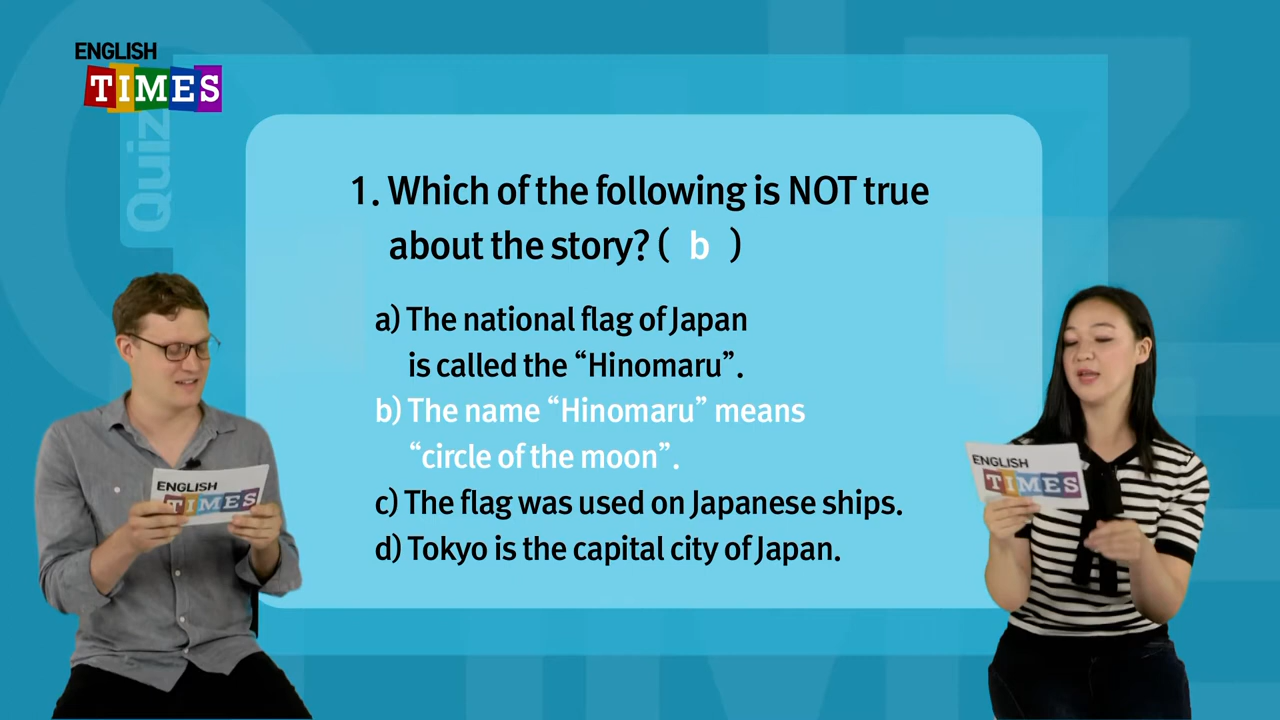 ENGLISH
TIMES
Quiz
1. Which of the following is NOT true
about the story? ( b )
a) The national flag of Japan
is called the “Hinomaru”.
b) The name “Hinomaru” means
“circle of the moon”.
c) The flag was used on Japanese ships.
d) Tokyo is the capital city of Japan.
ENGLISH
TIMES
ENGLISH
TIMES